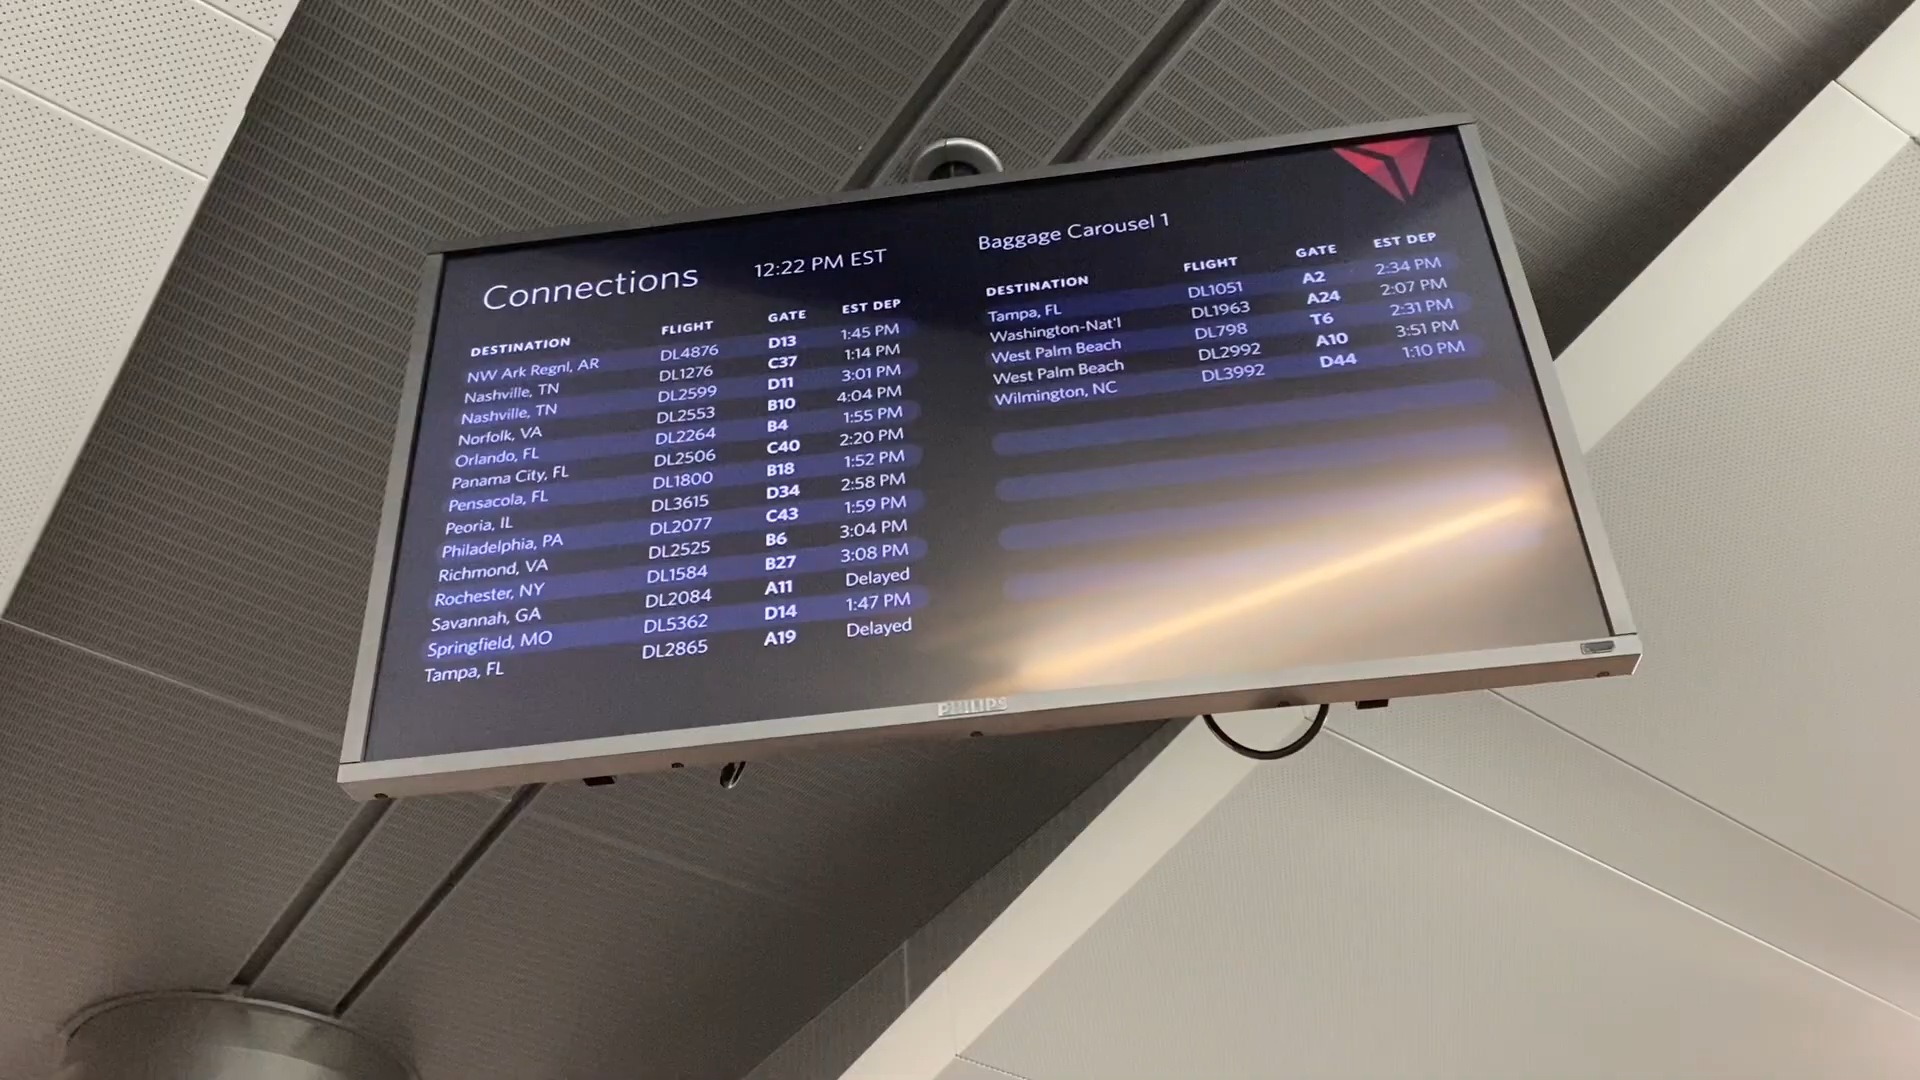 Connections 12:22 PM EST
DESTINATION FLIGHT GATE EST DEP
NW Ark Regnl, AR DL4876 D13 1:45 PM
Nashville, TN DL1276 C37 1:14 PM
Nashville, TN DL2599 D11 3:01 PM
Norfolk, VA DL2553 B10 4:04 PM
Orlando, FL DL2264 B4 1:55 PM
Panama City, FL DL2506 C40 2:20 PM
Pensacola, FL DL1800 B18 1:52 PM
Peoria, IL DL3615 D34 2:58 PM
Philadelphia, PA DL2077 C43 1:59 PM
Richmond, VA DL2525 B6 3:04 PM
Rochester, NY DL1584 B27 3:08 PM
Savannah, GA DL2084 A11 Delayed
Springfield, MO DL5362 D14 1:47 PM
Tampa, FL DL2865 A19 Delayed
Baggage Carousel 1
DESTINATION FLIGHT GATE EST DEP
Tampa, FL DL1051 A2 2:34 PM
Washington-Nat'l DL1963 A24 2:07 PM
West Palm Beach DL798 T6 2:31 PM
West Palm Beach DL2992 A10 3:51 PM
Wilmington, NC DL3992 D44 1:10 PM
PHILIPS